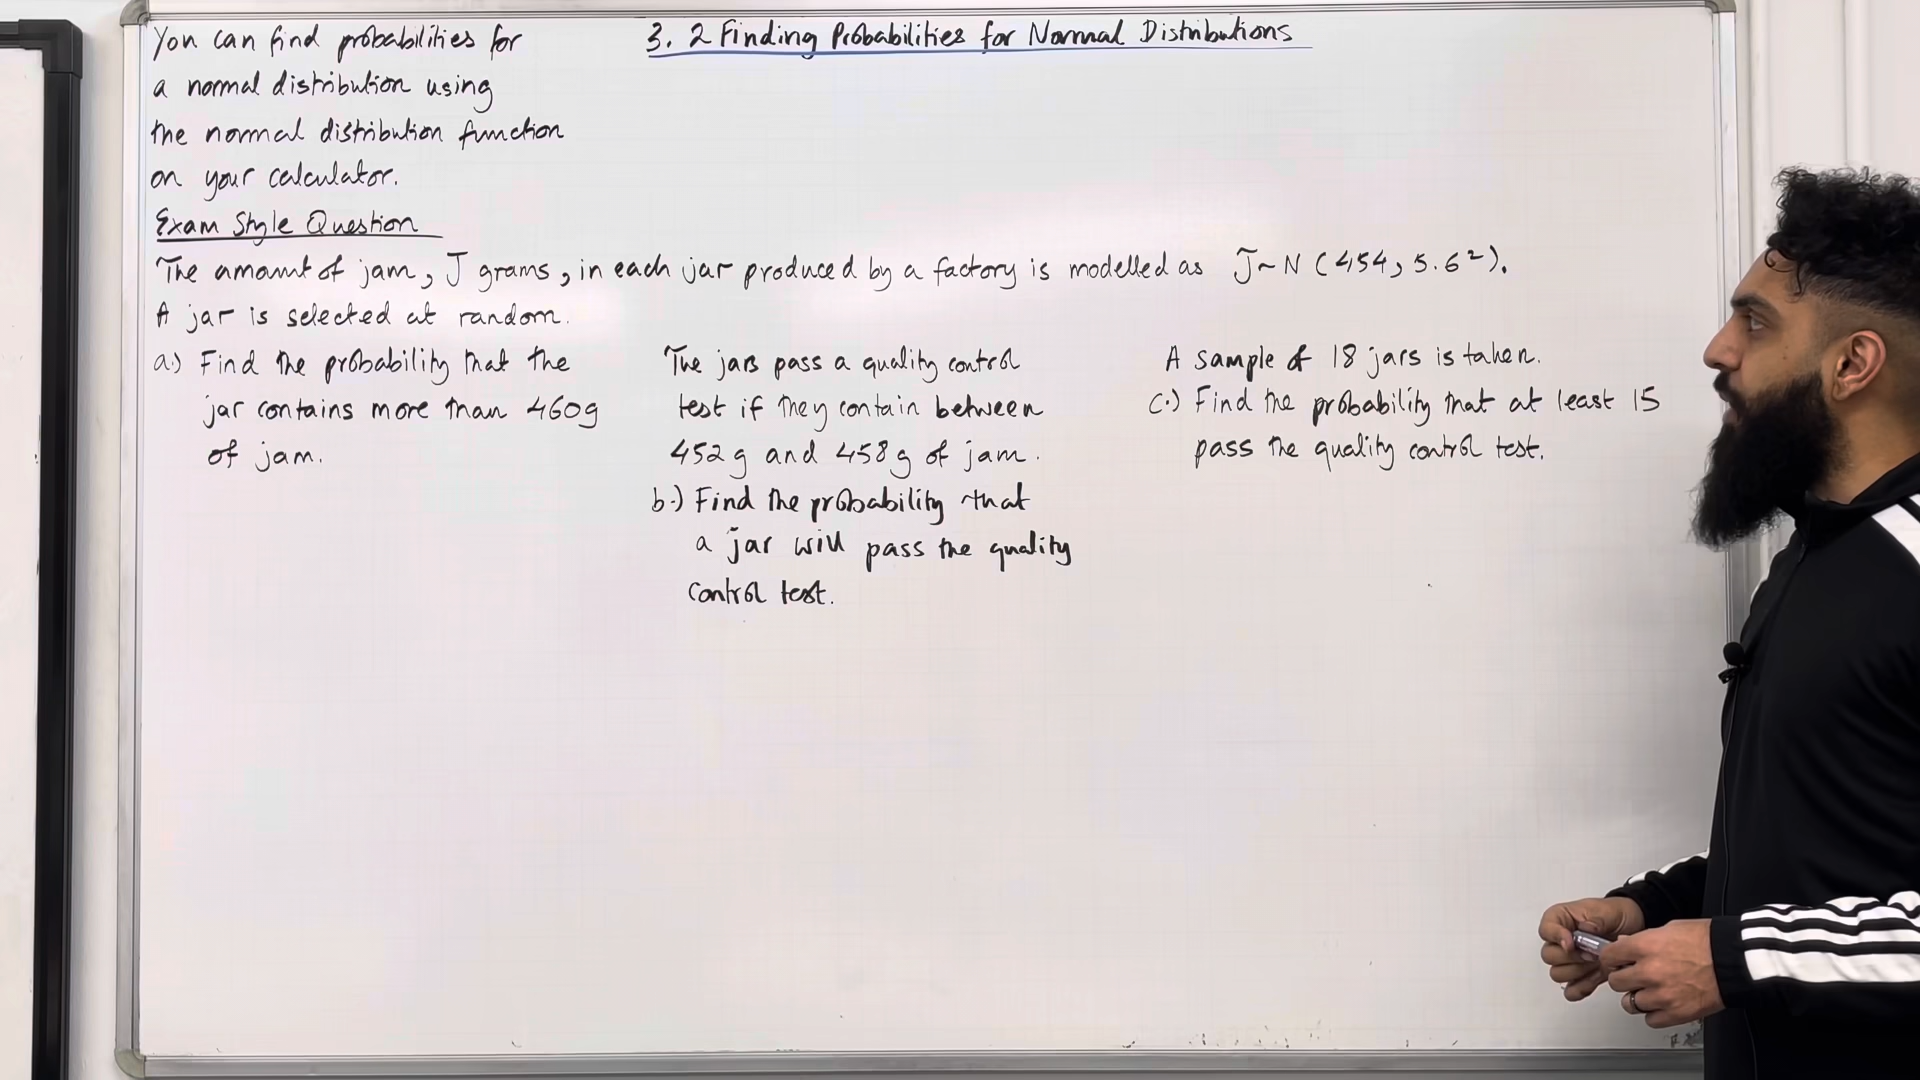 3.2 Finding Probabilities for Normal Distributions
You can find probabilities for
a normal distribution using
the normal distribution function
on your calculator.
Exam Style Question
The amount of jam, J grams, in each jar produced by a factory is modelled as J~N (454, 5.6²).
A jar is selected at random.
a.) Find the probability that the
jar contains more than 460g
of jam.
The jars pass a quality control
test if they contain between
452g and 458g of jam.
b.) Find the probability that
a jar will pass the quality
control test.
A sample of 18 jars is taken.
c.) Find the probability that at least 15
pass the quality control test.